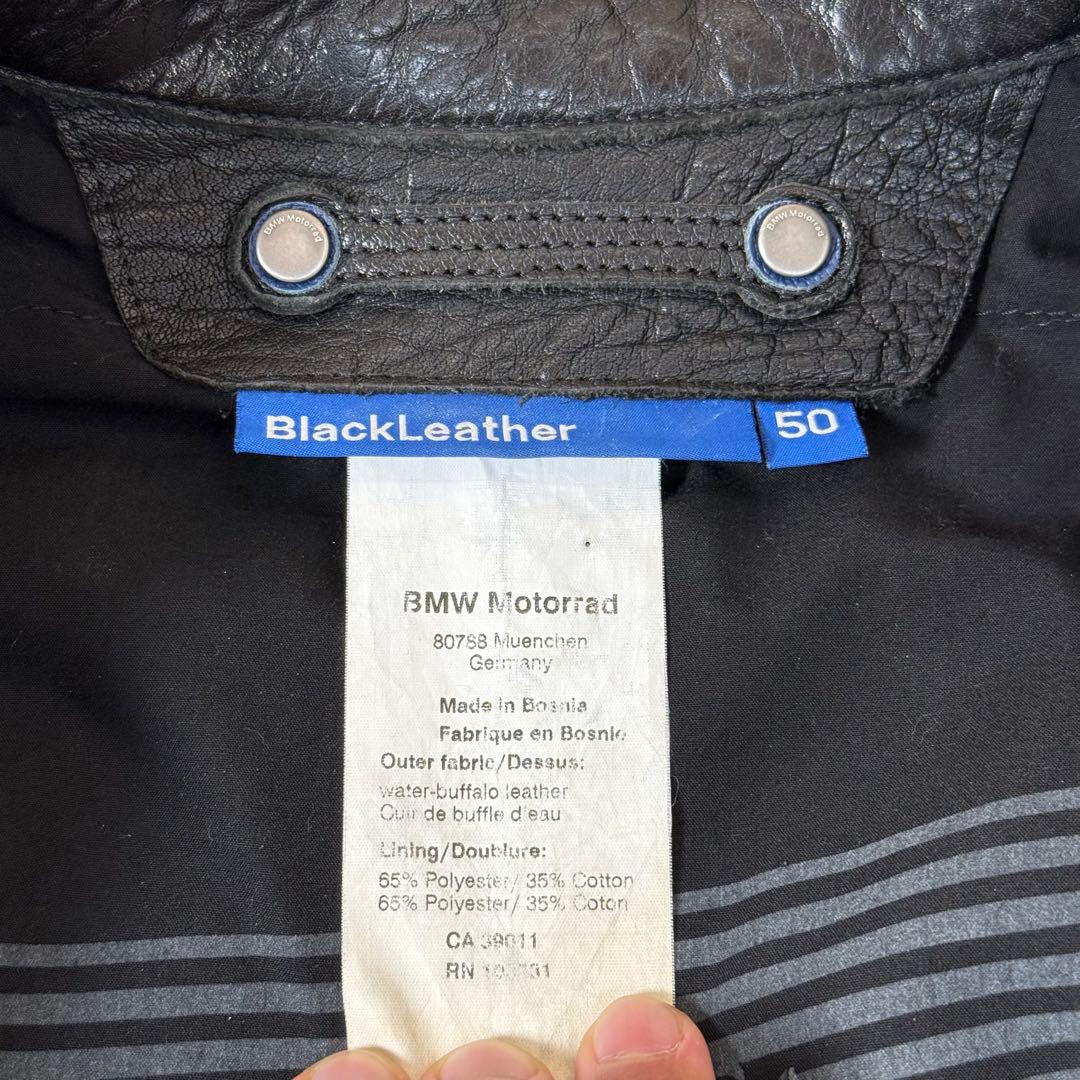 BMW Motorrad
BMW Motorrad
BlackLeather
50
BMW Motorrad
80788 Muenchen
Germany
Made in Bosnia
Fabrique en Bosnie
Outer fabric/Dessus:
water-buffalo leather
Cuir de buffle d'eau
Lining/Doublure:
65% Polyester/ 35% Cotton
65% Polyester/ 35% Coton
CA 39011
RN